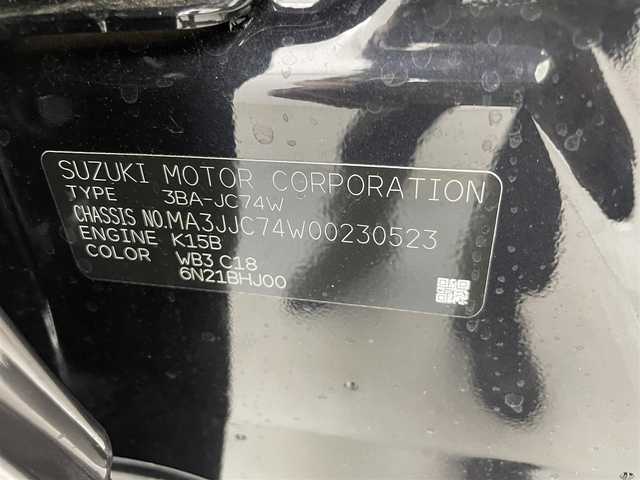 SUZUKI MOTOR CORPORATION
TYPE 3BA-JC74W
CHASSIS NO.MA3JJC74W00230523
ENGINE K15B
COLOR WB3 C18
6N21BHJ00